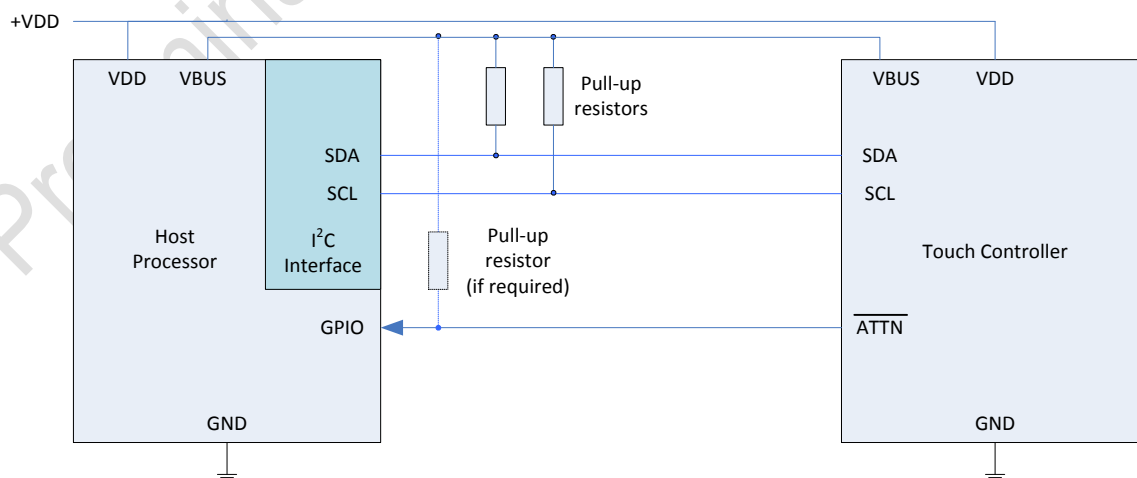 +VDD
VDD
VBUS
VBUS
VDD
Pull-up
resistors
SDA
SCL
SDA
SCL
Host
Processor
I²C
Interface
Pull-up
resistor
(if required)
Touch Controller
GPIO
ATTN
GND
GND